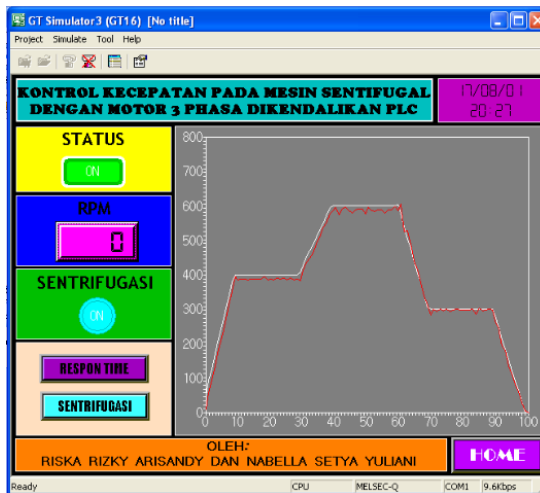 GT Simulator3 (GT16) [No title]
Project Simulate Tool Help
KONTROL KECEPATAN PADA MESIN SENTIFUGAL
DENGAN MOTOR 3 PHASA DIKENDALIKAN PLC
17/08/01
20:27
STATUS
ON
RPM
0
SENTRIFUGASI
ON
RESPON TIME
SENTRIFUGASI
800
700
600
500
400
300
200
100
0
0 10 20 30 40 50 60 70 80 90 100
OLEH:
RISKA RIZKY ARISANDY DAN NABELLA SETYA YULIANI
HOME
Ready CPU MELSEC-Q COM1 9.6Kbps